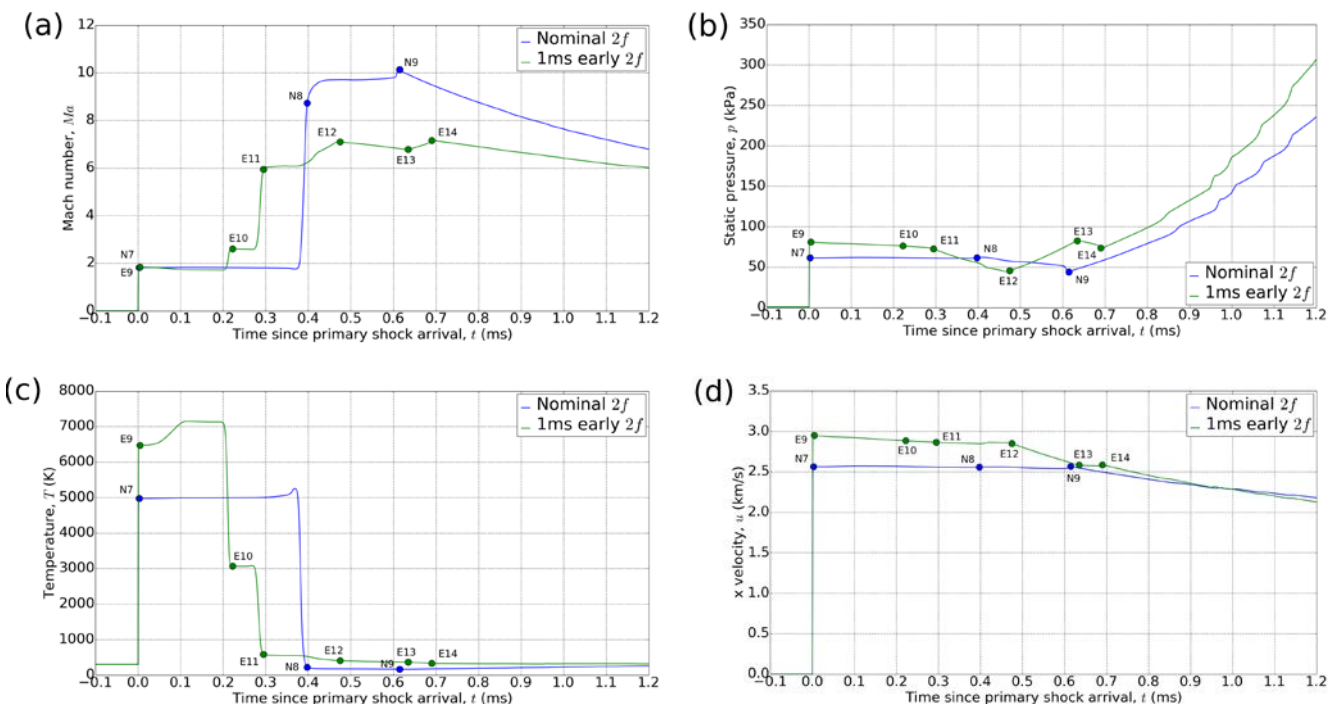 (a)
12
10
8
6
4
2
0
Mach number, Ma
−0.1 0.0 0.1 0.2 0.3 0.4 0.5 0.6 0.7 0.8 0.9 1.0 1.1 1.2
Time since primary shock arrival, t (ms)
Nominal 2f
1ms early 2f
N7
E9
E10
E11
N8
E12
N9
E13
E14
(b)
350
300
250
200
150
100
50
0
Static pressure, p (kPa)
−0.1 0.0 0.1 0.2 0.3 0.4 0.5 0.6 0.7 0.8 0.9 1.0 1.1 1.2
Time since primary shock arrival, t (ms)
Nominal 2f
1ms early 2f
E9
N7
E10
E11
N8
E12
E13
E14
N9
(c)
8000
7000
6000
5000
4000
3000
2000
1000
0
Temperature, T (K)
−0.1 0.0 0.1 0.2 0.3 0.4 0.5 0.6 0.7 0.8 0.9 1.0 1.1 1.2
Time since primary shock arrival, t (ms)
Nominal 2f
1ms early 2f
E9
N7
E10
E11
N8
E12
N9
E13
E14
(d)
3.5
3.0
2.5
2.0
1.5
1.0
0.5
0.0
x velocity, u (km/s)
−0.1 0.0 0.1 0.2 0.3 0.4 0.5 0.6 0.7 0.8 0.9 1.0 1.1 1.2
Time since primary shock arrival, t (ms)
Nominal 2f
1ms early 2f
E9
N7
E10
E11
N8
E12
E13
E14
N9